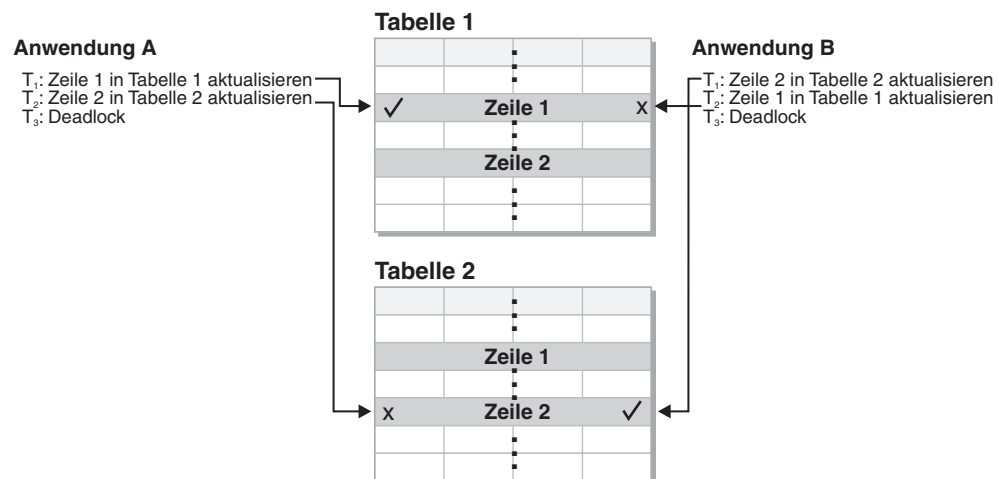 Tabelle 1
Anwendung A
T₁: Zeile 1 in Tabelle 1 aktualisieren
T₂: Zeile 2 in Tabelle 2 aktualisieren
T₃: Deadlock
✓ Zeile 1 x
Zeile 2
Anwendung B
T₁: Zeile 2 in Tabelle 2 aktualisieren
T₂: Zeile 1 in Tabelle 1 aktualisieren
T₃: Deadlock
Tabelle 2
Zeile 1
x Zeile 2 ✓